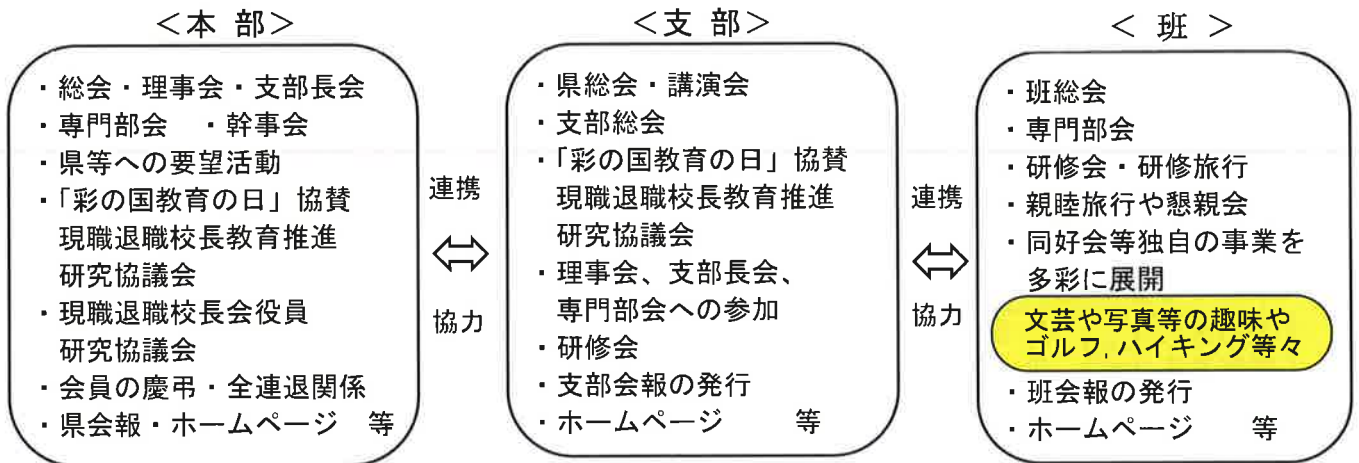 ＜本 部＞
・総会・理事会・支部長会
・専門部会　・幹事会
・県等への要望活動
・「彩の国教育の日」協賛
現職退職校長教育推進
研究協議会
・現職退職校長会役員
研究協議会
・会員の慶弔・全連退関係
・県会報・ホームページ　等
連携
協力
＜支 部＞
・県総会・講演会
・支部総会
・「彩の国教育の日」協賛
現職退職校長教育推進
研究協議会
・理事会、支部長会、
専門部会への参加
・研修会
・支部会報の発行
・ホームページ　　等
連携
協力
＜ 班 ＞
・班総会
・専門部会
・研修会・研修旅行
・親睦旅行や懇親会
・同好会等独自の事業を
多彩に展開
文芸や写真等の趣味や
ゴルフ,ハイキング等々
・班会報の発行
・ホームページ　　等